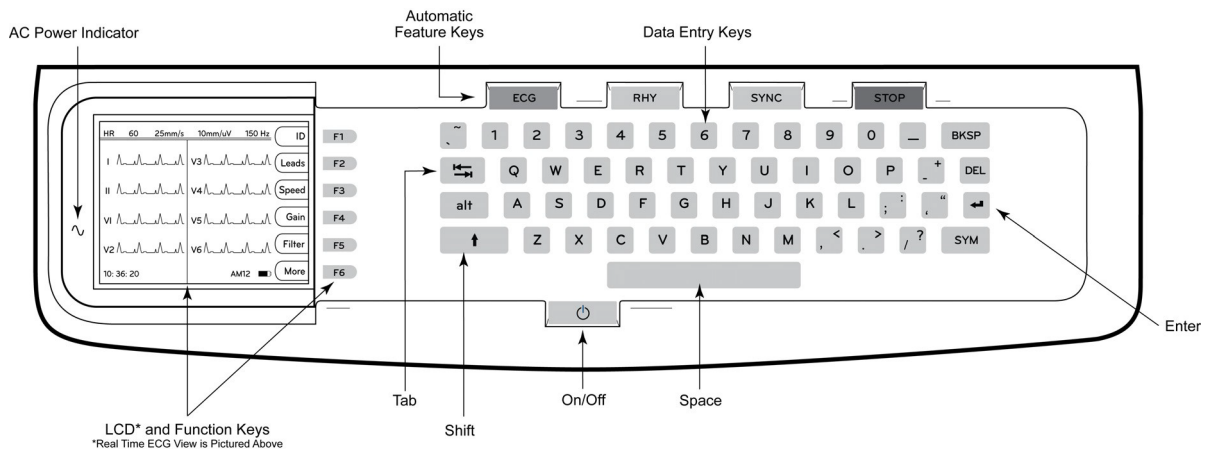 Automatic
Feature Keys
AC Power Indicator
Data Entry Keys
ECG RHY SYNC STOP
HR 60 25mm/s 10mm/uV 150 Hz ID F1
~ ` 1 2 3 4 5 6 7 8 9 0 _ BKSP
I V3 Leads F2
Q W E R T Y U I O P - + DEL
II V4 Speed F3
alt A S D F G H J K L ; : ‘ “
VI V5 Gain F4
Z X C V B N M , < . > / ? SYM
V2 V6 Filter F5
10: 36: 20 AM12 More F6
Enter
Tab
On/Off
Space
Shift
LCD* and Function Keys
*Real Time ECG View is Pictured Above